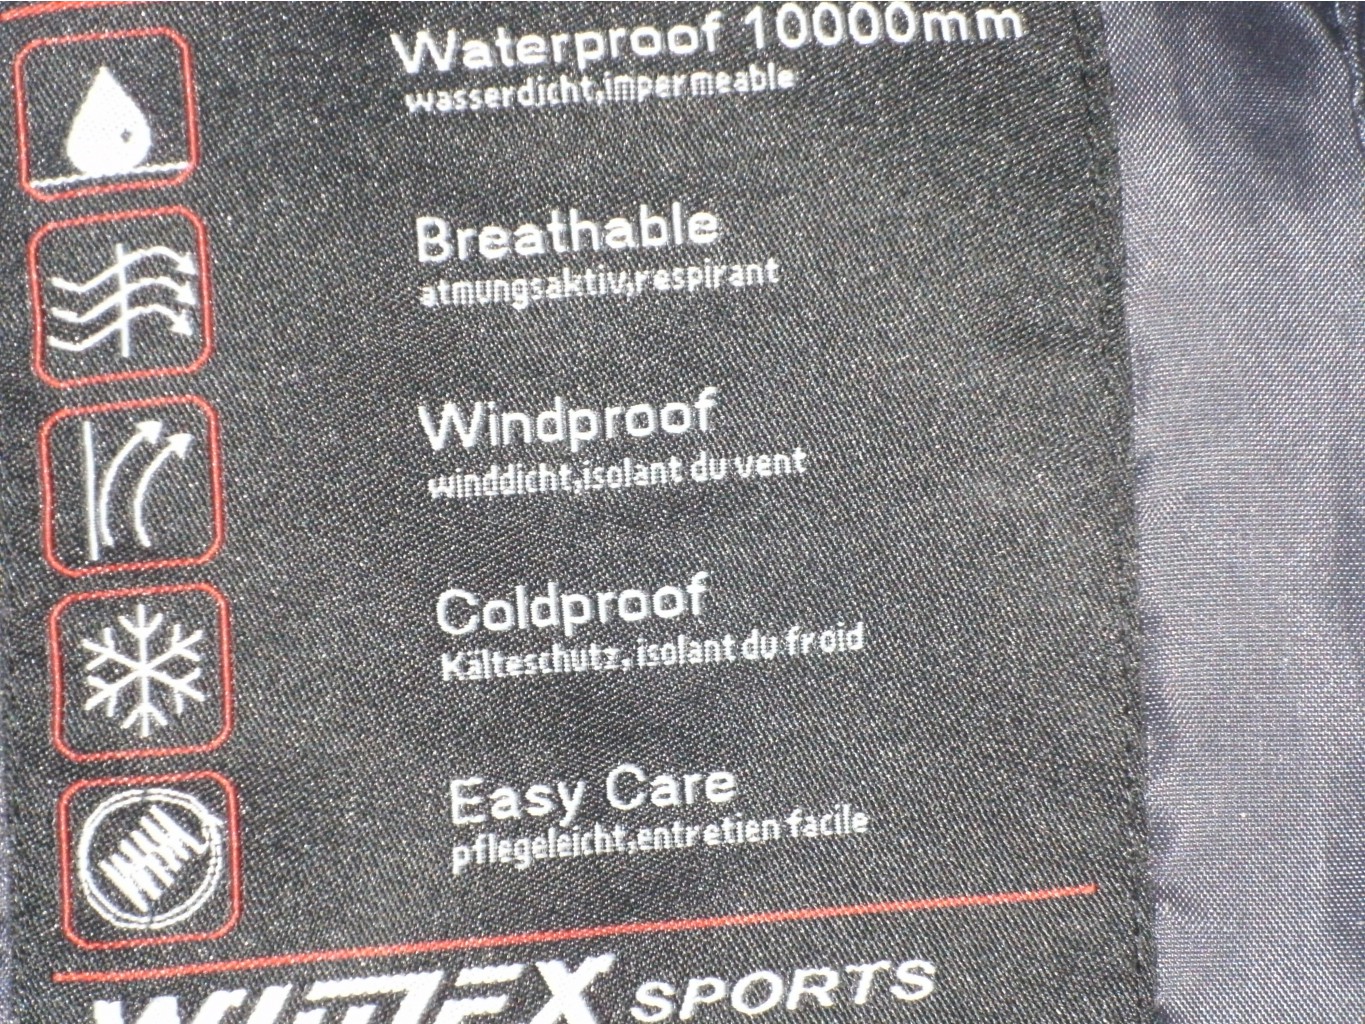 Waterproof 10000mm
wasserdicht,impermeable
Breathable
atmungsaktiv,respirant
Windproof
winddicht,isolant du vent
Coldproof
Kälteschutz,isolant du froid
Easy Care
pflegeleicht,entretien facile
SPORTS